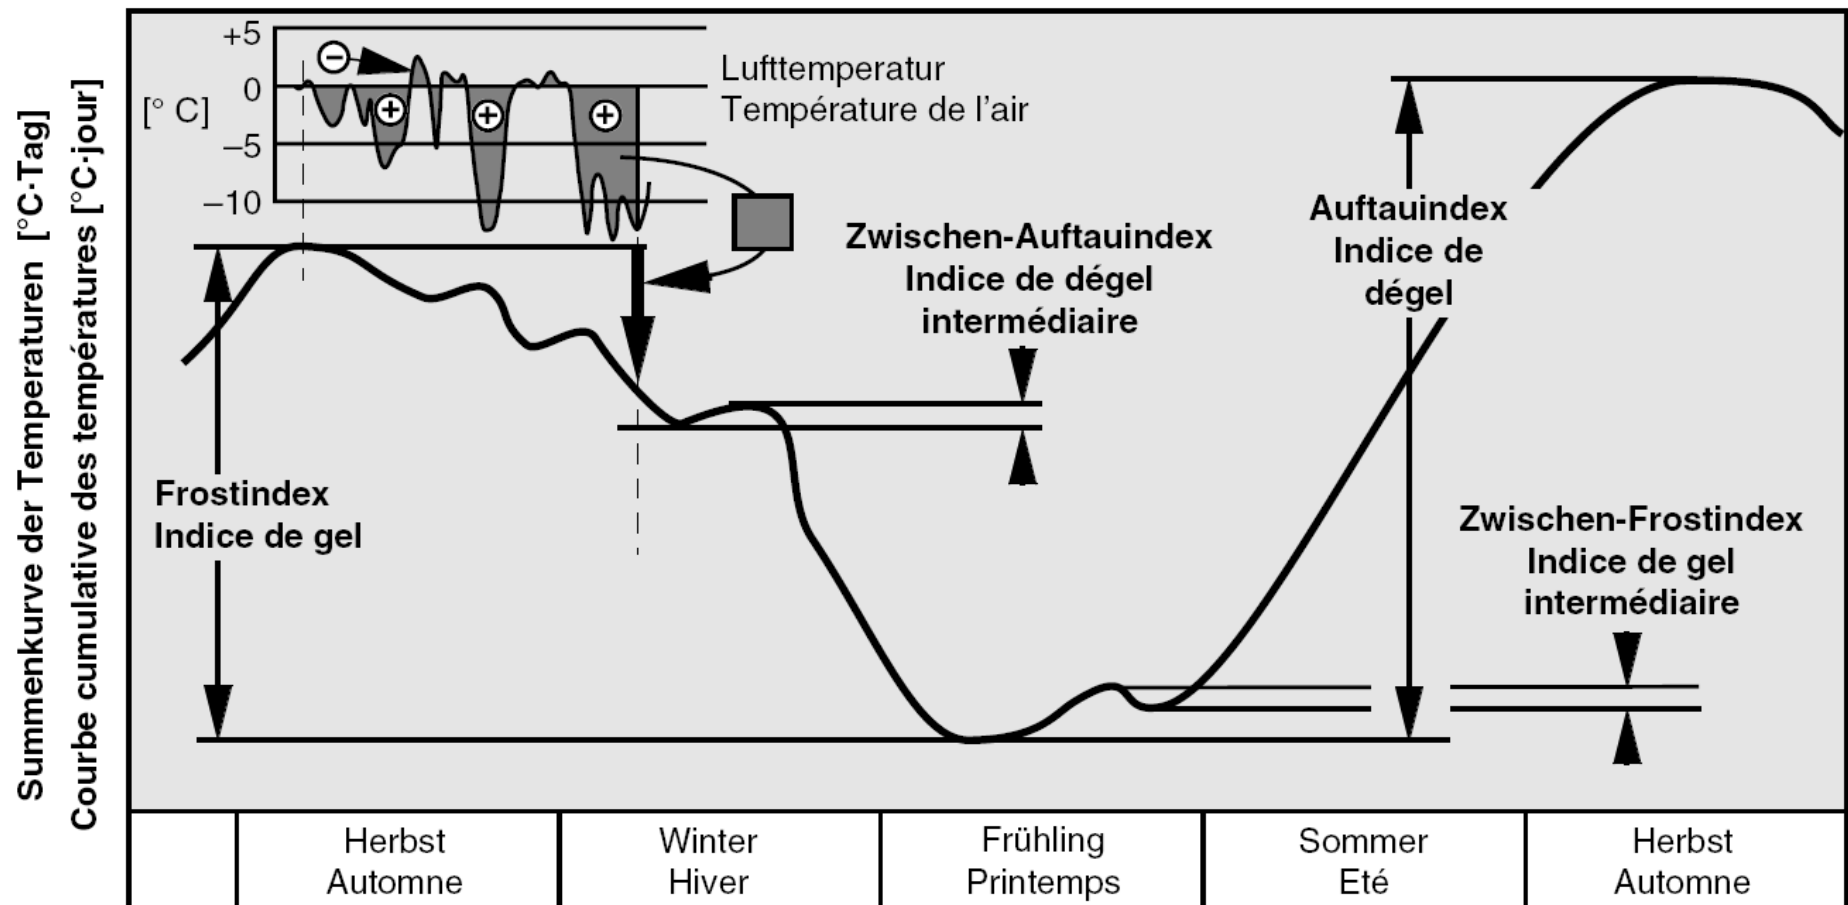 Summenkurve der Temperaturen [°C·Tag]
Courbe cumulative des températures [°C·jour]
+5
0
[° C]
−5
−10
−
+
+
+
Lufttemperatur
Température de l'air
Zwischen-Auftauindex
Indice de dégel
intermédiaire
Auftauindex
Indice de
dégel
Frostindex
Indice de gel
Zwischen-Frostindex
Indice de gel
intermédiaire
Herbst
Automne
Winter
Hiver
Frühling
Printemps
Sommer
Eté
Herbst
Automne